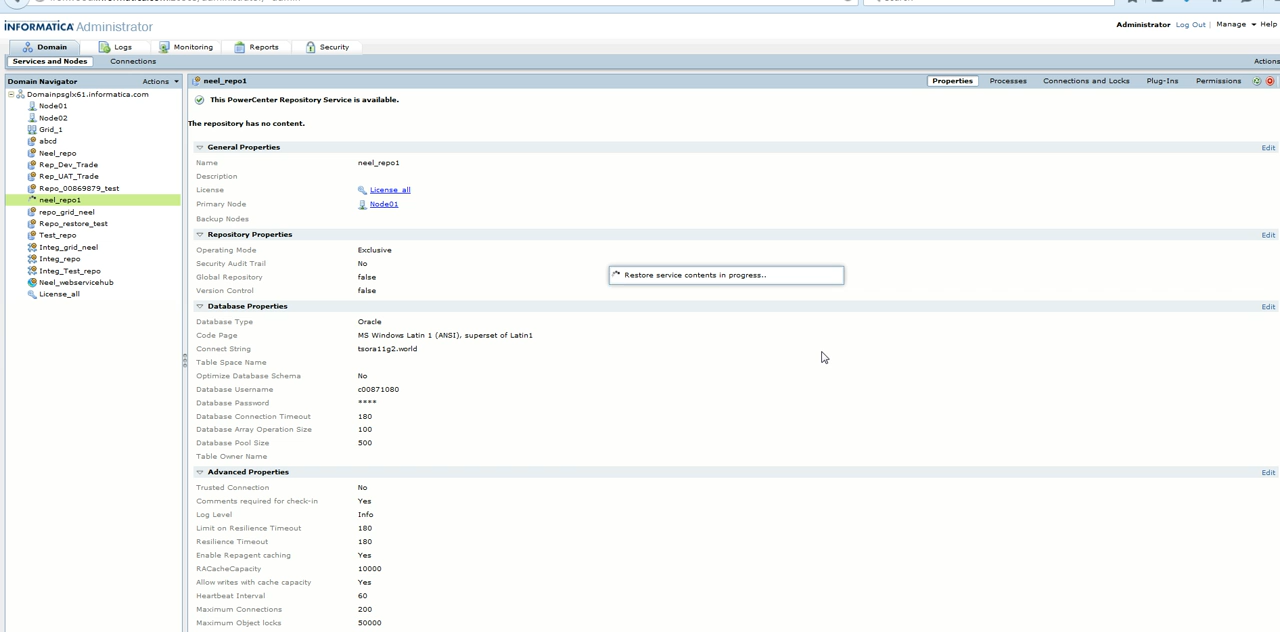 INFORMATICA Administrator
Administrator Log Out | Manage Help
Domain Logs Monitoring Reports Security
Services and Nodes Connections
Actions
Domain Navigator Actions
neel_repo1 Properties Processes Connections and Locks Plug-Ins Permissions
Domainpsglx61.informatica.com
Node01
Node02
Grid_1
abcd
Neel_repo
Rep_Dev_Trade
Rep_UAT_Trade
Repo_00869879_test
neel_repo1
repo_grid_neel
Repo_restore_test
Test_repo
Integ_grid_neel
Integ_repo
Integ_Test_repo
Neel_webservicehub
License_all
This PowerCenter Repository Service is available.
The repository has no content.
General Properties Edit
Name neel_repo1
Description
License License_all
Primary Node Node01
Backup Nodes
Repository Properties Edit
Operating Mode Exclusive
Security Audit Trail No
Global Repository false
Version Control false
Restore service contents in progress..
Database Properties Edit
Database Type Oracle
Code Page MS Windows Latin 1 (ANSI), superset of Latin1
Connect String tsora11g2.world
Table Space Name
Optimize Database Schema No
Database Username c00871080
Database Password ****
Database Connection Timeout 180
Database Array Operation Size 100
Database Pool Size 500
Table Owner Name
Advanced Properties Edit
Trusted Connection No
Comments required for check-in Yes
Log Level Info
Limit on Resilience Timeout 180
Resilience Timeout 180
Enable Repagent caching Yes
RACacheCapacity 10000
Allow writes with cache capacity Yes
Heartbeat Interval 60
Maximum Connections 200
Maximum Object locks 50000